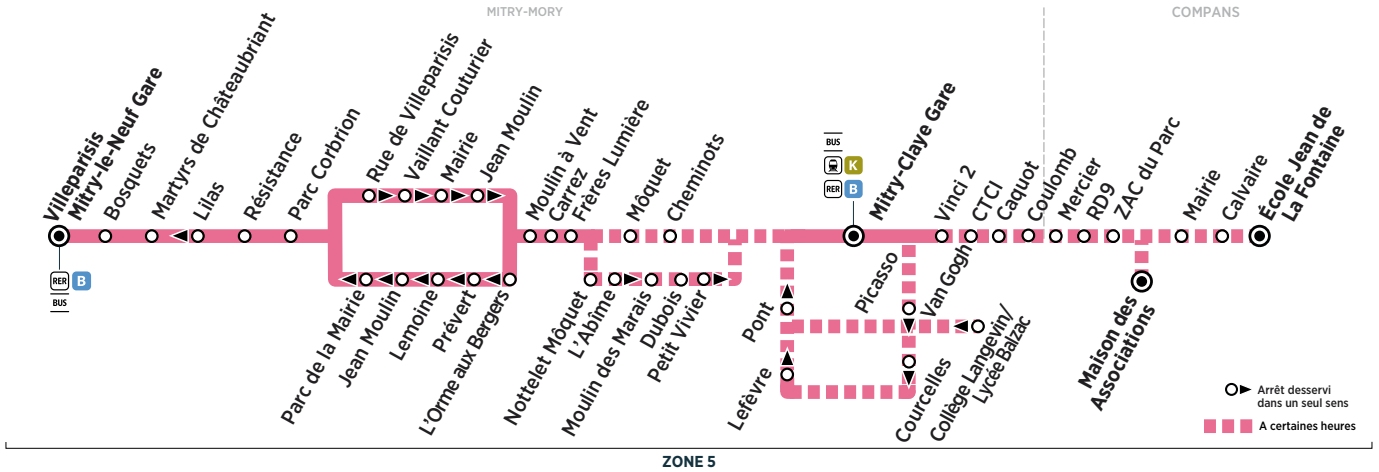 MITRY-MORY
COMPANS
Villeparisis
Mitry-le-Neuf Gare
Bosquets
Martyrs de Châteaubriant
Lilas
Résistance
Parc Corbrion
Rue de Villeparisis
Vaillant Couturier
Mairie
Jean Moulin
Moulin à Vent
Carrez
Frères Lumière
Môquet
Cheminots
BUS
K
RER B
Mitry-Claye Gare
Vinci 2
CTCI
Caquot
Coulomb
Mercier
RD9
ZAC du Parc
Mairie
Calvaire
École Jean de
La Fontaine
RER B
BUS
Parc de la Mairie
Jean Moulin
Lemoine
Prévert
L'Orme aux Bergers
Nottelet Môquet
L'Abîme
Moulin des Marais
Dubois
Petit Vivier
Pont
Lefèvre
Picasso
Van Gogh
Courcelles
Collège Langevin/
Lycée Balzac
Maison des
Associations
Arrêt desservi
dans un seul sens
A certaines heures
ZONE 5